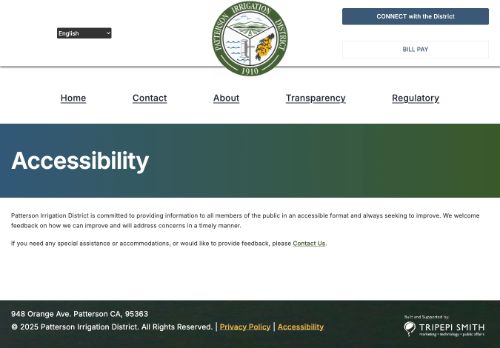 English
PATTERSON IRRIGATION DISTRICT
1910
CONNECT with the District
BILL PAY
Home
Contact
About
Transparency
Regulatory
Accessibility
Patterson Irrigation District is committed to providing information to all members of the public in an accessible format and always seeking to improve. We welcome
feedback on how we can improve and will address concerns in a timely manner.
If you need any special assistance or accommodations, or would like to provide feedback, please Contact Us.
948 Orange Ave. Patterson CA, 95363
© 2025 Patterson Irrigation District. All Rights Reserved. | Privacy Policy | Accessibility
Built and Supported by:
TRIPEPI SMITH
marketing • technology • public affairs